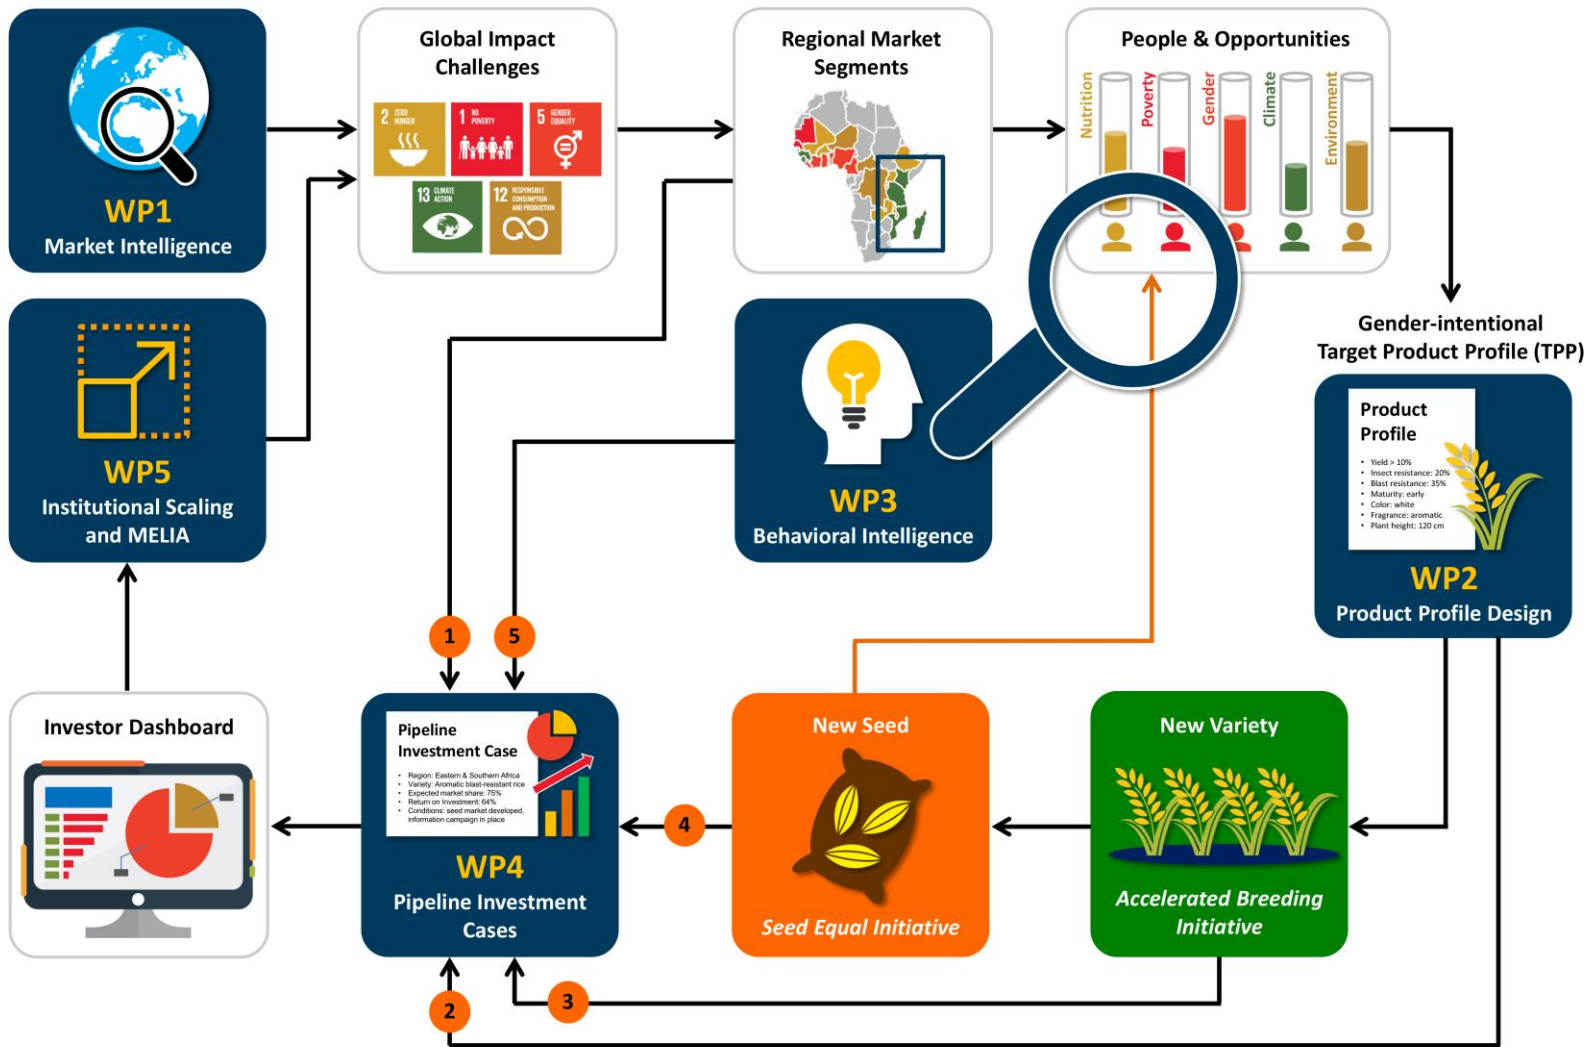 WP1
Market Intelligence
Global Impact
Challenges
2 ZERO
HUNGER
1 NO
POVERTY
5 GENDER
EQUALITY
13 CLIMATE
ACTION
12 RESPONSIBLE
CONSUMPTION
AND PRODUCTION
Regional Market
Segments
People & Opportunities
Nutrition
Poverty
Gender
Climate
Environment
WP5
Institutional Scaling
and MELIA
WP3
Behavioral Intelligence
Gender-intentional
Target Product Profile (TPP)
Product
Profile
• Yield > 10%
• Insect resistance: 20%
• Blast resistance: 35%
• Maturity: early
• Color: white
• Fragrance: aromatic
• Plant height: 120 cm
WP2
Product Profile Design
1
5
Investor Dashboard
Pipeline
Investment Case
• Region: Eastern & Southern Africa
• Variety: Aromatic blast-resistant rice
• Expected market share: 75%
• Return on Investment: 64%
• Conditions: seed market developed,
information campaign in place
WP4
Pipeline Investment
Cases
4
New Seed
Seed Equal Initiative
New Variety
Accelerated Breeding
Initiative
2
3